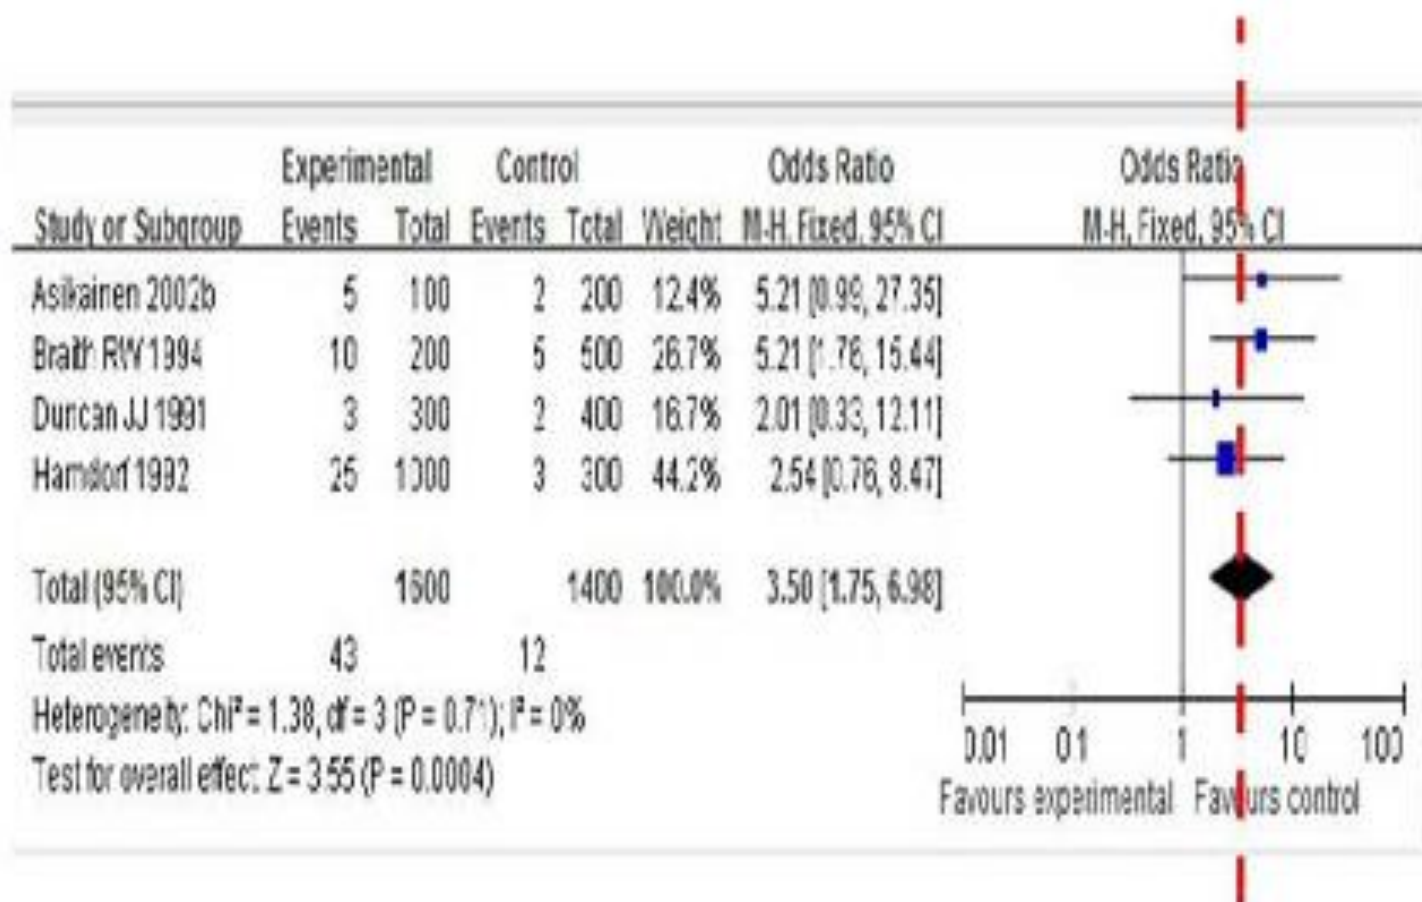 Experimental Control Odds Ratio Odds Ratio
Study or Subgroup Events Total Events Total Weight M-H, Fixed, 95% CI M-H, Fixed, 95% CI
Asikainen 2002b 5 100 2 200 12.4% 5.21 [0.99, 27.35]
Braith RW 1994 10 200 5 500 26.7% 5.21 [1.76, 15.44]
Duncan JJ 1991 3 300 2 400 16.7% 2.01 [0.33, 12.11]
Harndorf 1992 25 1000 3 300 44.2% 2.54 [0.76, 8.47]
Total (95% CI) 1600 1400 100.0% 3.50 [1.75, 6.98]
Total events 43 12
Heterogeneity: Chi² = 1.38, df = 3 (P = 0.71); I² = 0%
Test for overall effect: Z = 3.55 (P = 0.0004)
0.01 0.1 1 10 100
Favours experimental Favours control